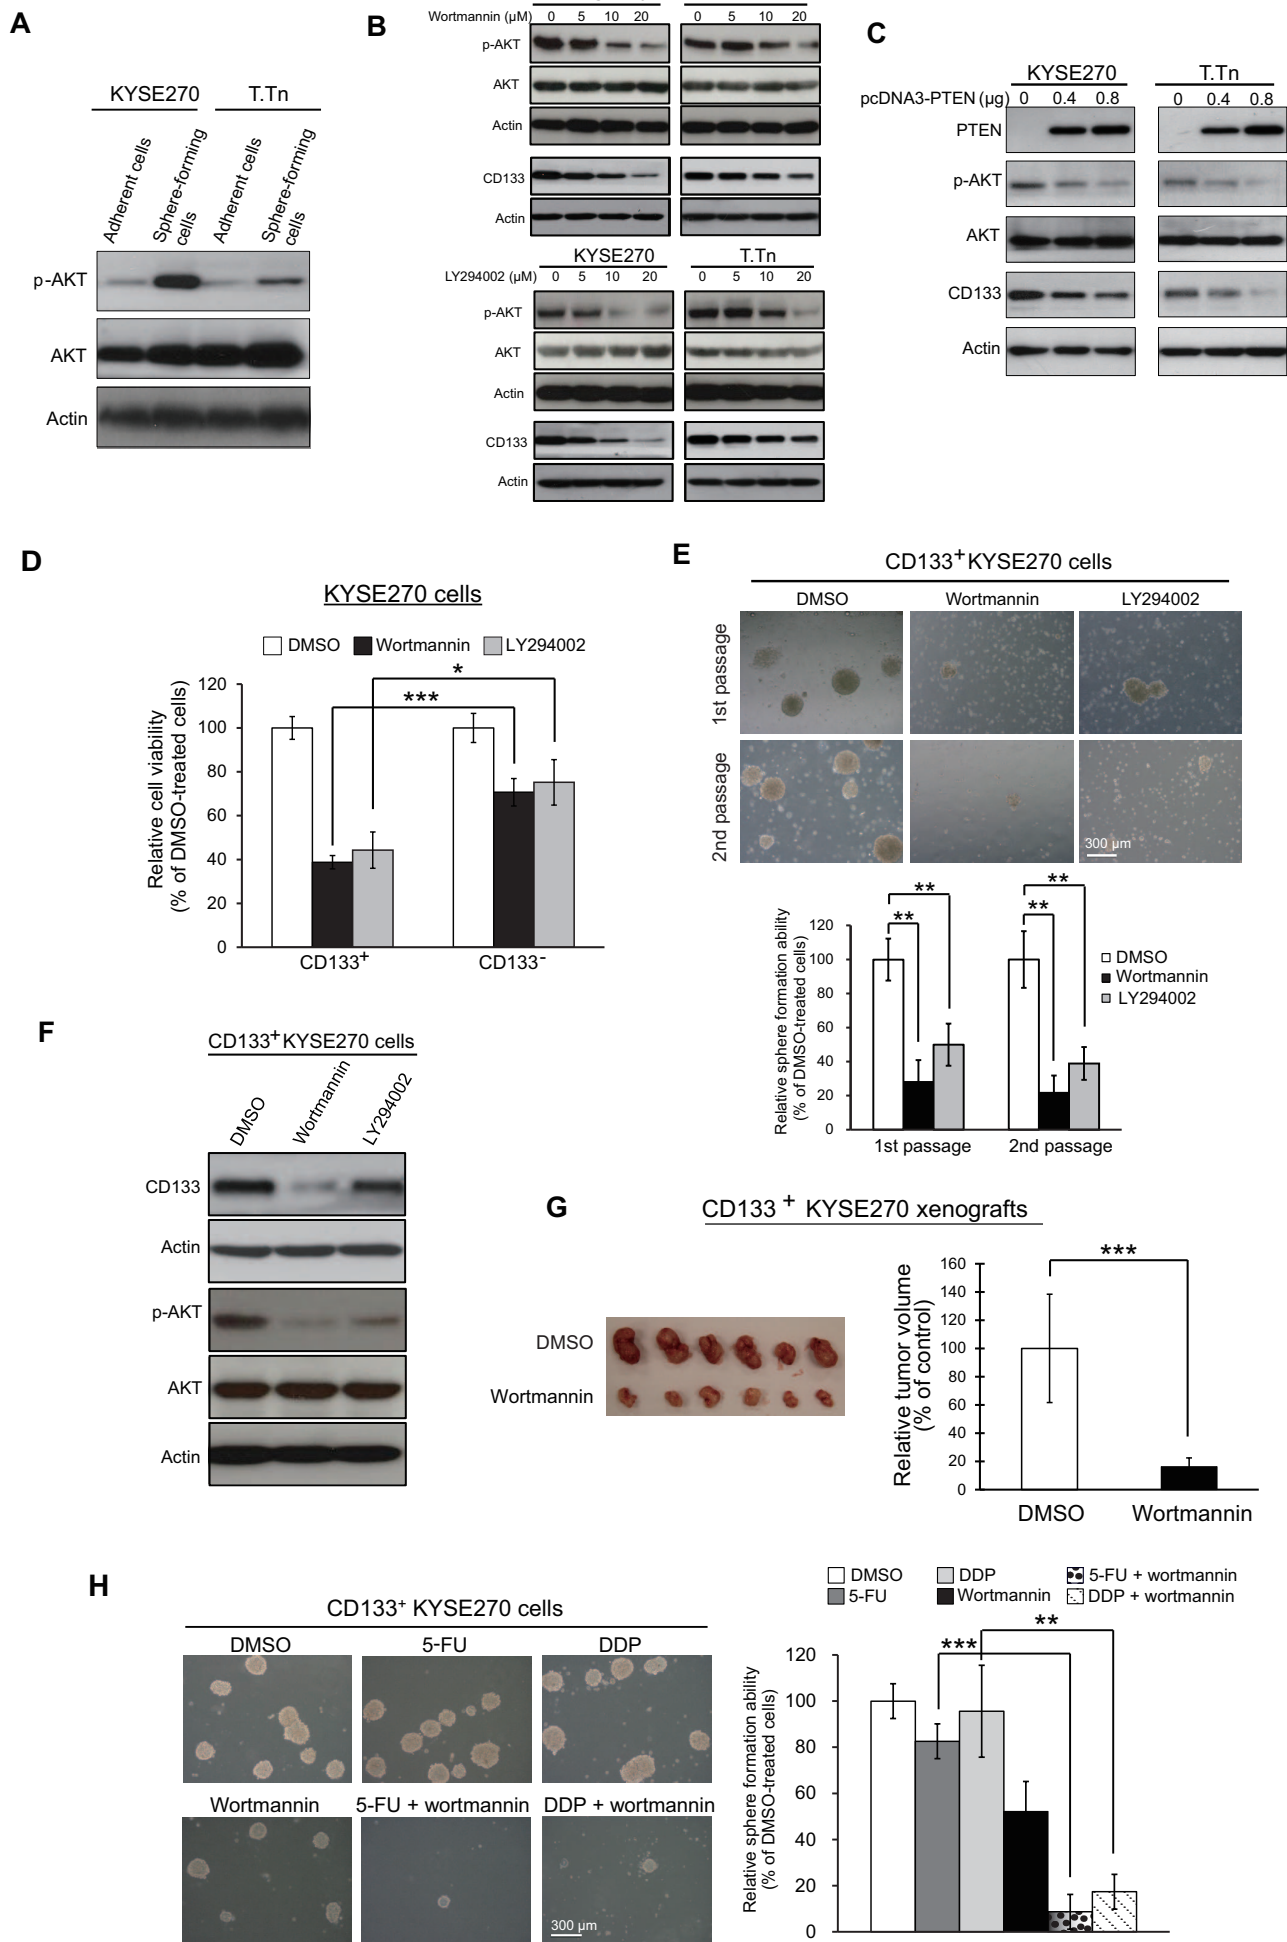 A
KYSE270 T.Tn
Adherent cells
Sphere-forming
cells
Adherent cells
Sphere-forming
cells
p-AKT
AKT
Actin
B
Wortmannin (µM) 0 5 10 20 0 5 10 20
p-AKT
AKT
Actin
CD133
Actin
KYSE270 T.Tn
LY294002 (µM) 0 5 10 20 0 5 10 20
p-AKT
AKT
Actin
CD133
Actin
C
KYSE270 T.Tn
pcDNA3-PTEN (µg) 0 0.4 0.8 0 0.4 0.8
PTEN
p-AKT
AKT
CD133
Actin
D
KYSE270 cells
DMSO Wortmannin LY294002
Relative cell viability
(% of DMSO-treated cells)
120
100
80
60
40
20
0
*
***
CD133+ CD133-
E
CD133+ KYSE270 cells
DMSO Wortmannin LY294002
1st passage
2nd passage
300 µm
Relative sphere formation ability
(% of DMSO-treated cells)
120
100
80
60
40
20
0
** **
** **
DMSO
Wortmannin
LY294002
1st passage 2nd passage
F
CD133+ KYSE270 cells
DMSO
Wortmannin
LY294002
CD133
Actin
p-AKT
AKT
Actin
G
CD133 + KYSE270 xenografts
DMSO
Wortmannin
Relative tumor volume
(% of control)
160
140
120
100
80
60
40
20
0
***
DMSO Wortmannin
H
CD133+ KYSE270 cells
DMSO 5-FU DDP
Wortmannin 5-FU + wortmannin DDP + wortmannin
300 µm
DMSO DDP 5-FU + wortmannin
5-FU Wortmannin DDP + wortmannin
Relative sphere formation ability
(% of DMSO-treated cells)
120
100
80
60
40
20
0
**
***